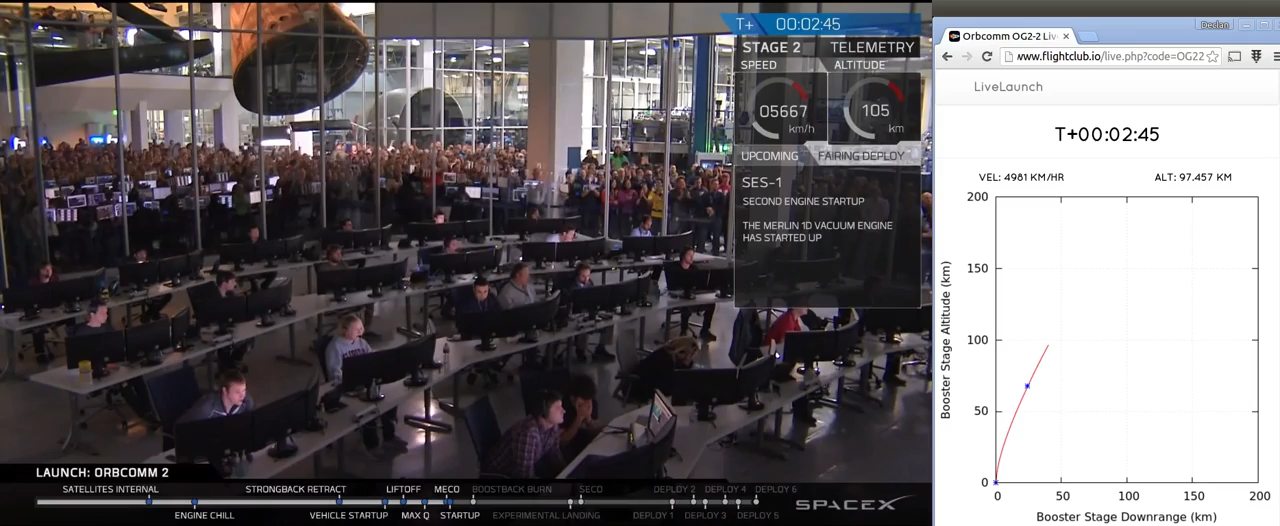 T+ 00:02:45
STAGE 2 TELEMETRY
SPEED ALTITUDE
05667 105
km/h km
UPCOMING FAIRING DEPLOY
SES-1
SECOND ENGINE STARTUP
THE MERLIN 1D VACUUM ENGINE
HAS STARTED UP
LAUNCH: ORBCOMM 2
SATELLITES INTERNAL STRONGBACK RETRACT LIFTOFF MECO BOOSTBACK BURN SECO DEPLOY 2 DEPLOY 4 DEPLOY 6
ENGINE CHILL VEHICLE STARTUP MAX Q STARTUP EXPERIMENTAL LANDING DEPLOY 1 DEPLOY 3 DEPLOY 5
SPACEX
Declan
Orbcomm OG2-2 Liv
www.flightclub.io/live.php?code=OG22
LiveLaunch
T+00:02:45
VEL: 4981 KM/HR ALT: 97.457 KM
200
150
100
50
0
Booster Stage Altitude (km)
0 50 100 150 200
Booster Stage Downrange (km)